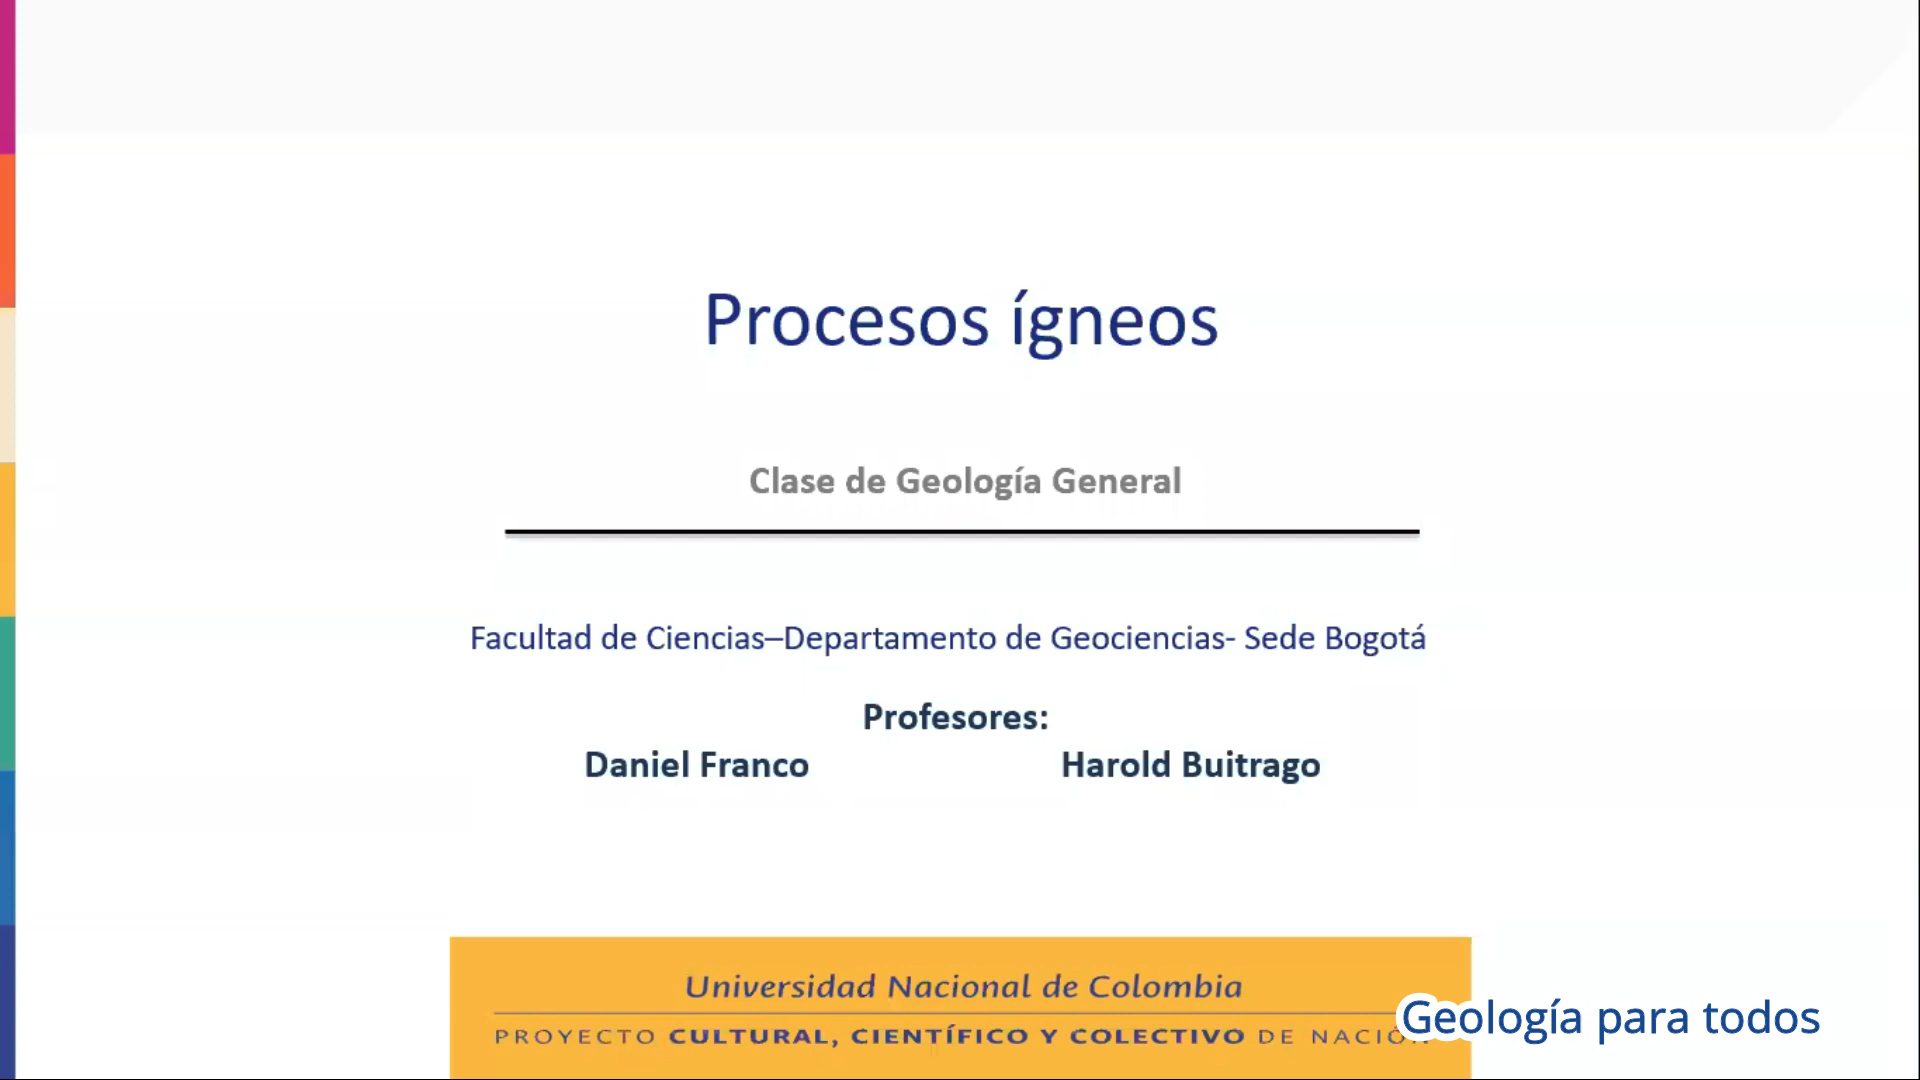 Procesos ígneos
Clase de Geología General
Facultad de Ciencias–Departamento de Geociencias- Sede Bogotá
Profesores:
Daniel Franco Harold Buitrago
Universidad Nacional de Colombia
PROYECTO CULTURAL, CIENTÍFICO Y COLECTIVO DE NACIÓN
Geología para todos